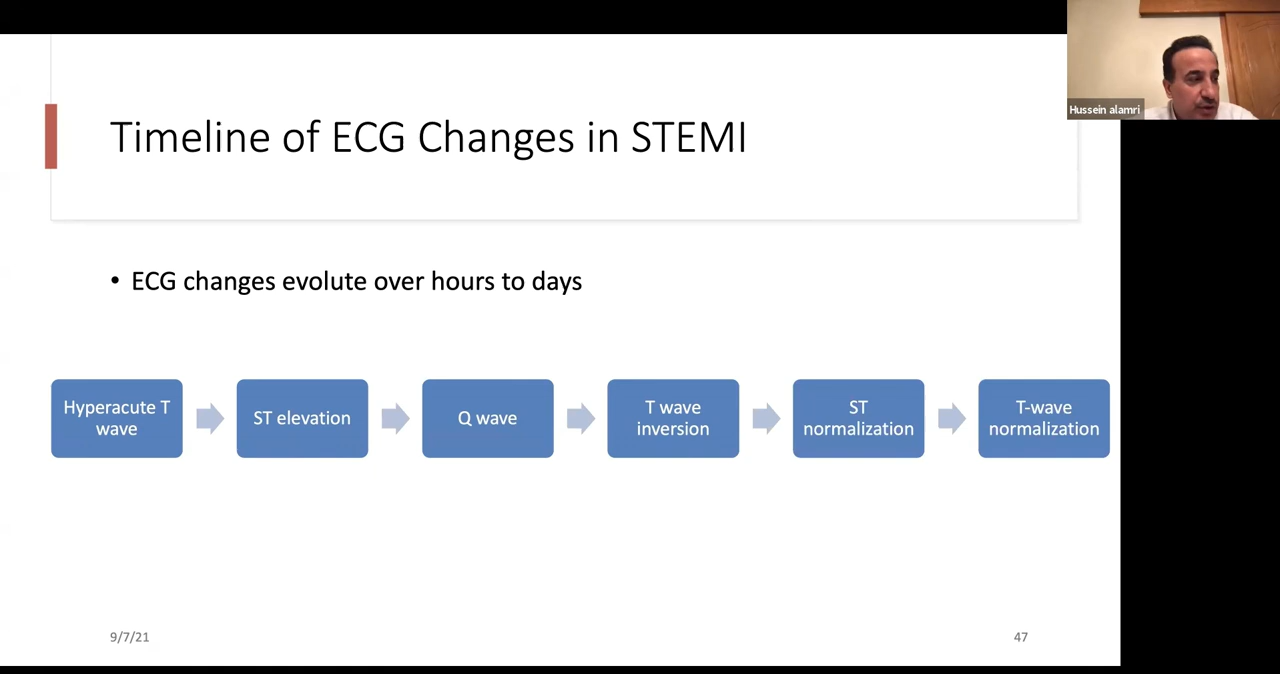 Hussein alamri
Timeline of ECG Changes in STEMI
• ECG changes evolute over hours to days
Hyperacute T
wave
ST elevation
Q wave
T wave
inversion
ST
normalization
T-wave
normalization
9/7/21
47